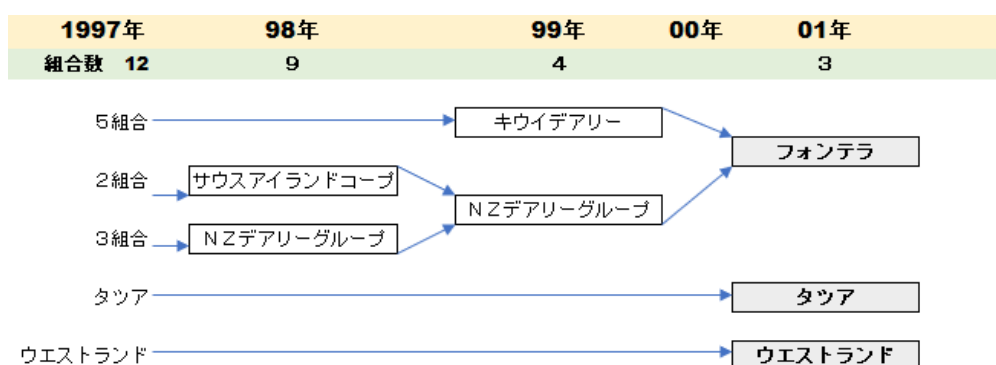 1997年 98年 99年 00年 01年
組合数 12 9 4 3
5組合 キウイデアリー
フォンテラ
2組合 サウスアイランドコープ
NZデアリーグループ
3組合 NZデアリーグループ
タツア タツア
ウエストランド ウエストランド